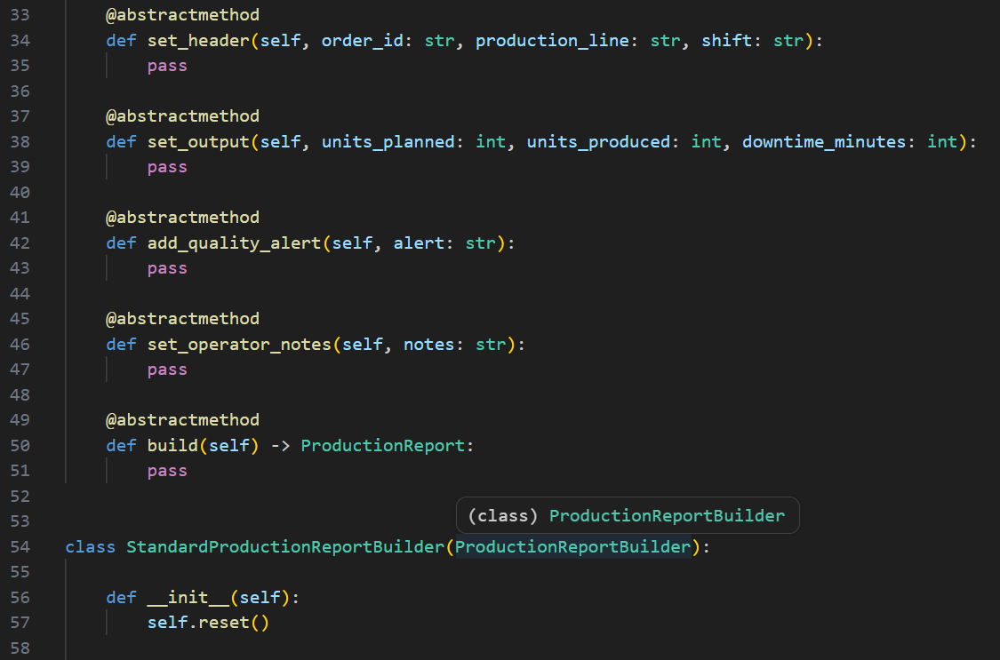 33 @abstractmethod
34 def set_header(self, order_id: str, production_line: str, shift: str):
35 pass
36
37 @abstractmethod
38 def set_output(self, units_planned: int, units_produced: int, downtime_minutes: int):
39 pass
40
41 @abstractmethod
42 def add_quality_alert(self, alert: str):
43 pass
44
45 @abstractmethod
46 def set_operator_notes(self, notes: str):
47 pass
48
49 @abstractmethod
50 def build(self) -> ProductionReport:
51 pass
52
53
(class) ProductionReportBuilder
54 class StandardProductionReportBuilder(ProductionReportBuilder):
55
56 def __init__(self):
57 self.reset()
58